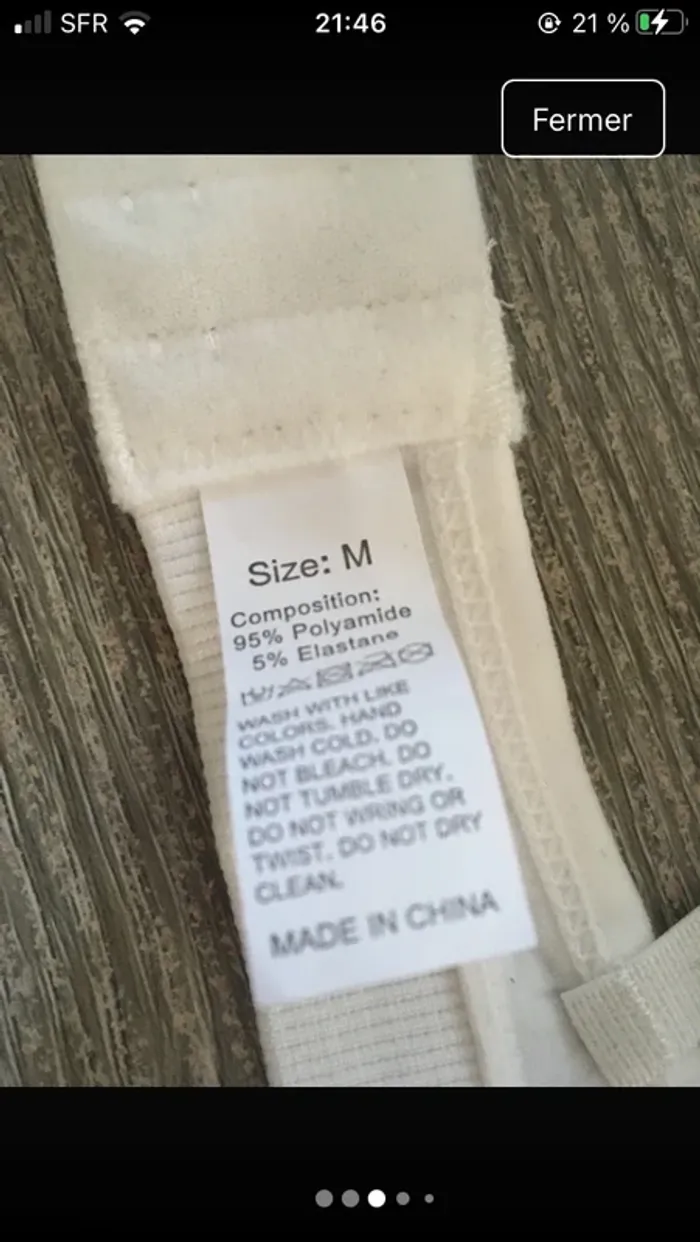 SFR
21:46
21 %
Fermer
Size: M
Composition:
95% Polyamide
5% Elastane
WASH WITH LIKE
COLORS. HAND
WASH COLD. DO
NOT BLEACH. DO
NOT TUMBLE DRY.
DO NOT WRING OR
TWIST. DO NOT DRY
CLEAN.
MADE IN CHINA